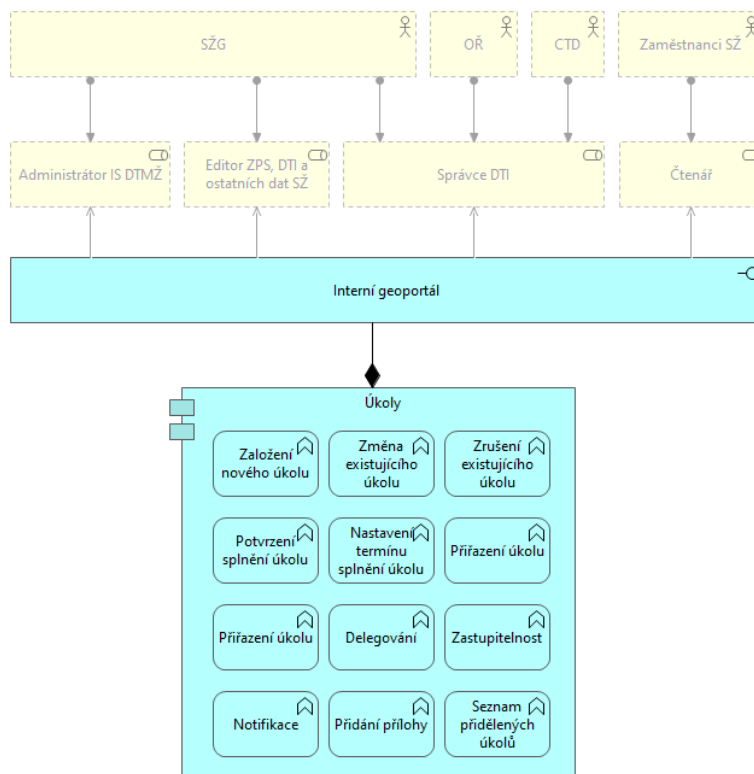 SŽG
OŘ
CTD
Zaměstnanci SŽ
Administrátor IS DTMŽ
Editor ZPS, DTI a
ostatních dat SŽ
Správce DTI
Čtenář
Interní geoportál
Úkoly
Založení
nového úkolu
Změna
existujícího
úkolu
Zrušení
existujícího
úkolu
Potvrzení
splnění úkolu
Nastavení
termínu
splnění úkolu
Přiřazení úkolu
Přiřazení úkolu
Delegování
Zastupitelnost
Notifikace
Přidání přílohy
Seznam
přidělených
úkolů